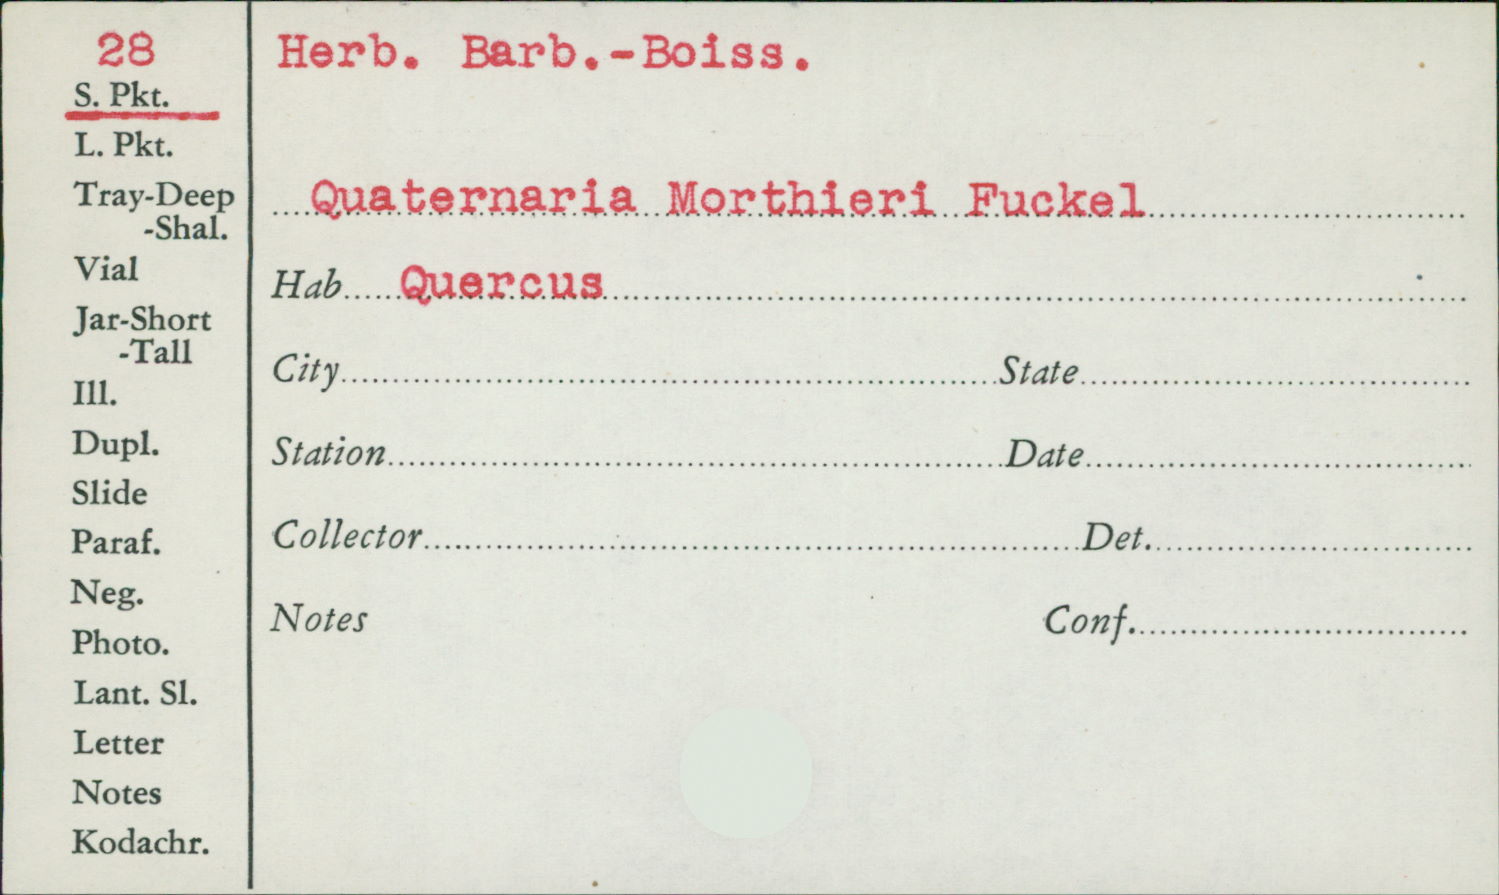 28
S. Pkt.
L. Pkt.
Tray-Deep
-Shal.
Vial
Jar-Short
-Tall
Ill.
Dupl.
Slide
Paraf.
Neg.
Photo.
Lant. Sl.
Letter
Notes
Kodachr.
Herb. Barb.-Boiss.
Quaternaria Morthieri Fuckel
Hab. Quercus
City State
Station Date
Collector Det.
Notes Conf.